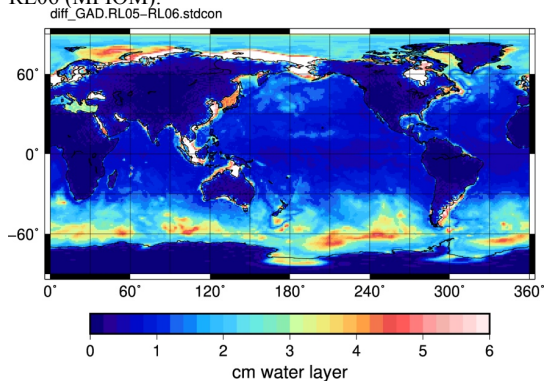 RL06 (MPIOM).
diff_GAD.RL05−RL06.stdcon
60°
0°
−60°
0° 60° 120° 180° 240° 300° 360°
0 1 2 3 4 5 6
cm water layer